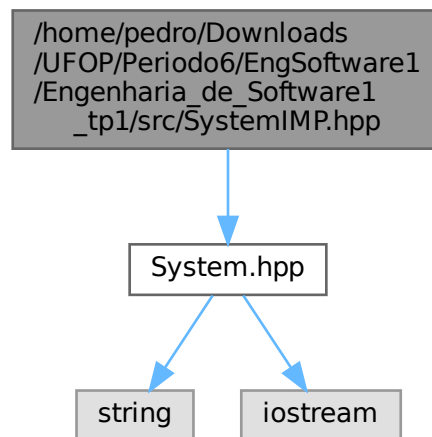 /home/pedro/Downloads
/UFOP/Periodo6/EngSoftware1
/Engenharia_de_Software1
_tp1/src/SystemIMP.hpp
System.hpp
string
iostream